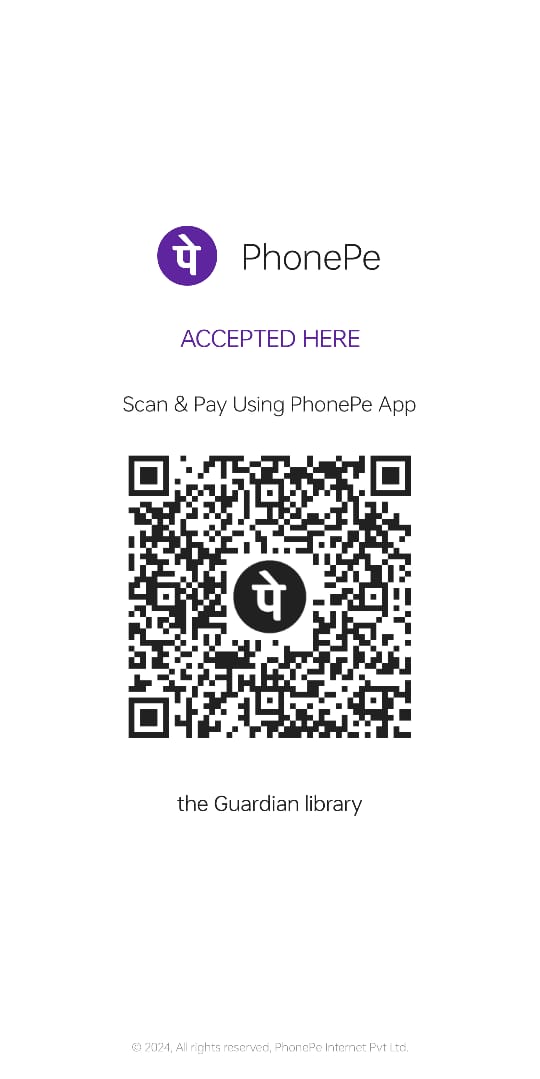 पे PhonePe
ACCEPTED HERE
Scan & Pay Using PhonePe App
पे
the Guardian library
© 2024, All rights reserved, PhonePe Internet Pvt Ltd.